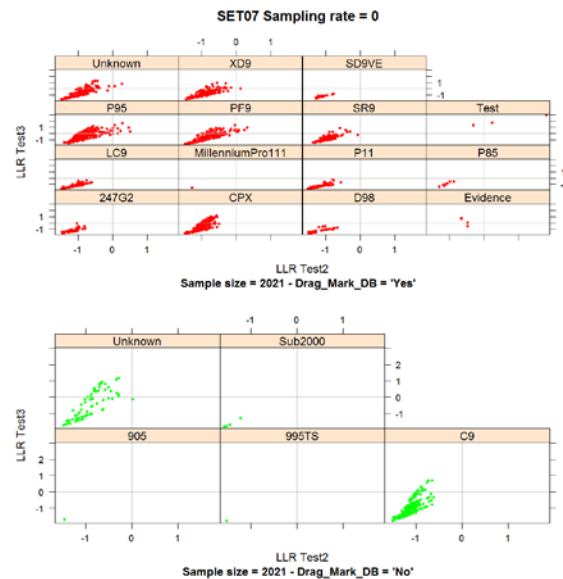 SET07 Sampling rate = 0
-1 0 1
Unknown XD9 SD9VE
1
-1
P95 PF9 SR9 Test
1
-1
LC9 MillenniumPro111 P11 P85
1
-1
247G2 CPX D98 Evidence
1
-1
-1 0 1 -1 0 1
LLR Test3
LLR Test2
Sample size = 2021 - Drag_Mark_DB = 'Yes'
-1 0 1
Unknown Sub2000
2
1
0
-1
905 995TS C9
2
1
0
-1
-1 0 1 -1 0 1
LLR Test3
LLR Test2
Sample size = 2021 - Drag_Mark_DB = 'No'